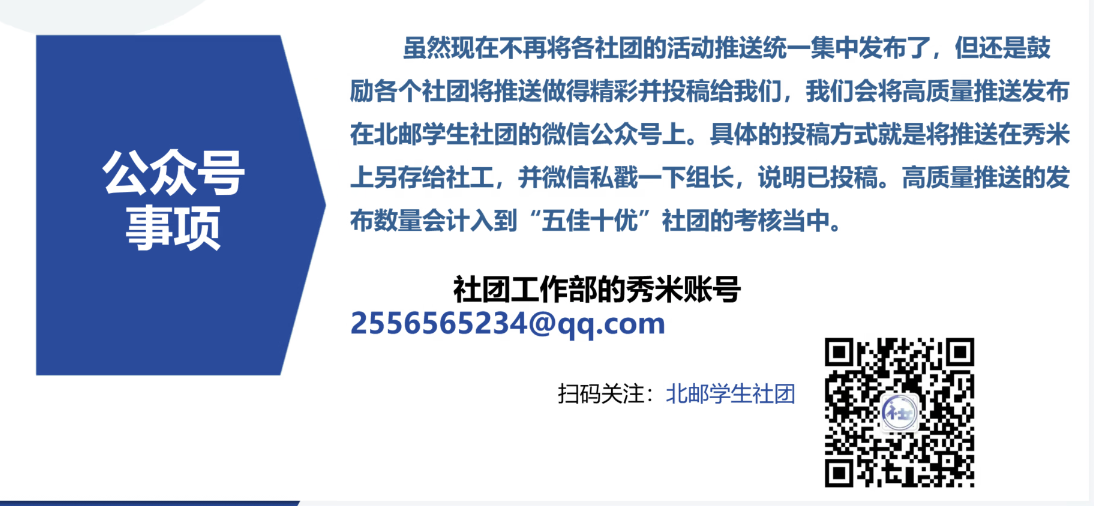 公众号
事项
虽然现在不再将各社团的活动推送统一集中发布了，但还是鼓
励各个社团将推送做得精彩并投稿给我们，我们会将高质量推送发布
在北邮学生社团的微信公众号上。具体的投稿方式就是将推送在秀米
上另存给社工，并微信私戳一下组长，说明已投稿。高质量推送的发
布数量会计入到“五佳十优”社团的考核当中。
社团工作部的秀米账号
2556565234@qq.com
扫码关注：北邮学生社团
社